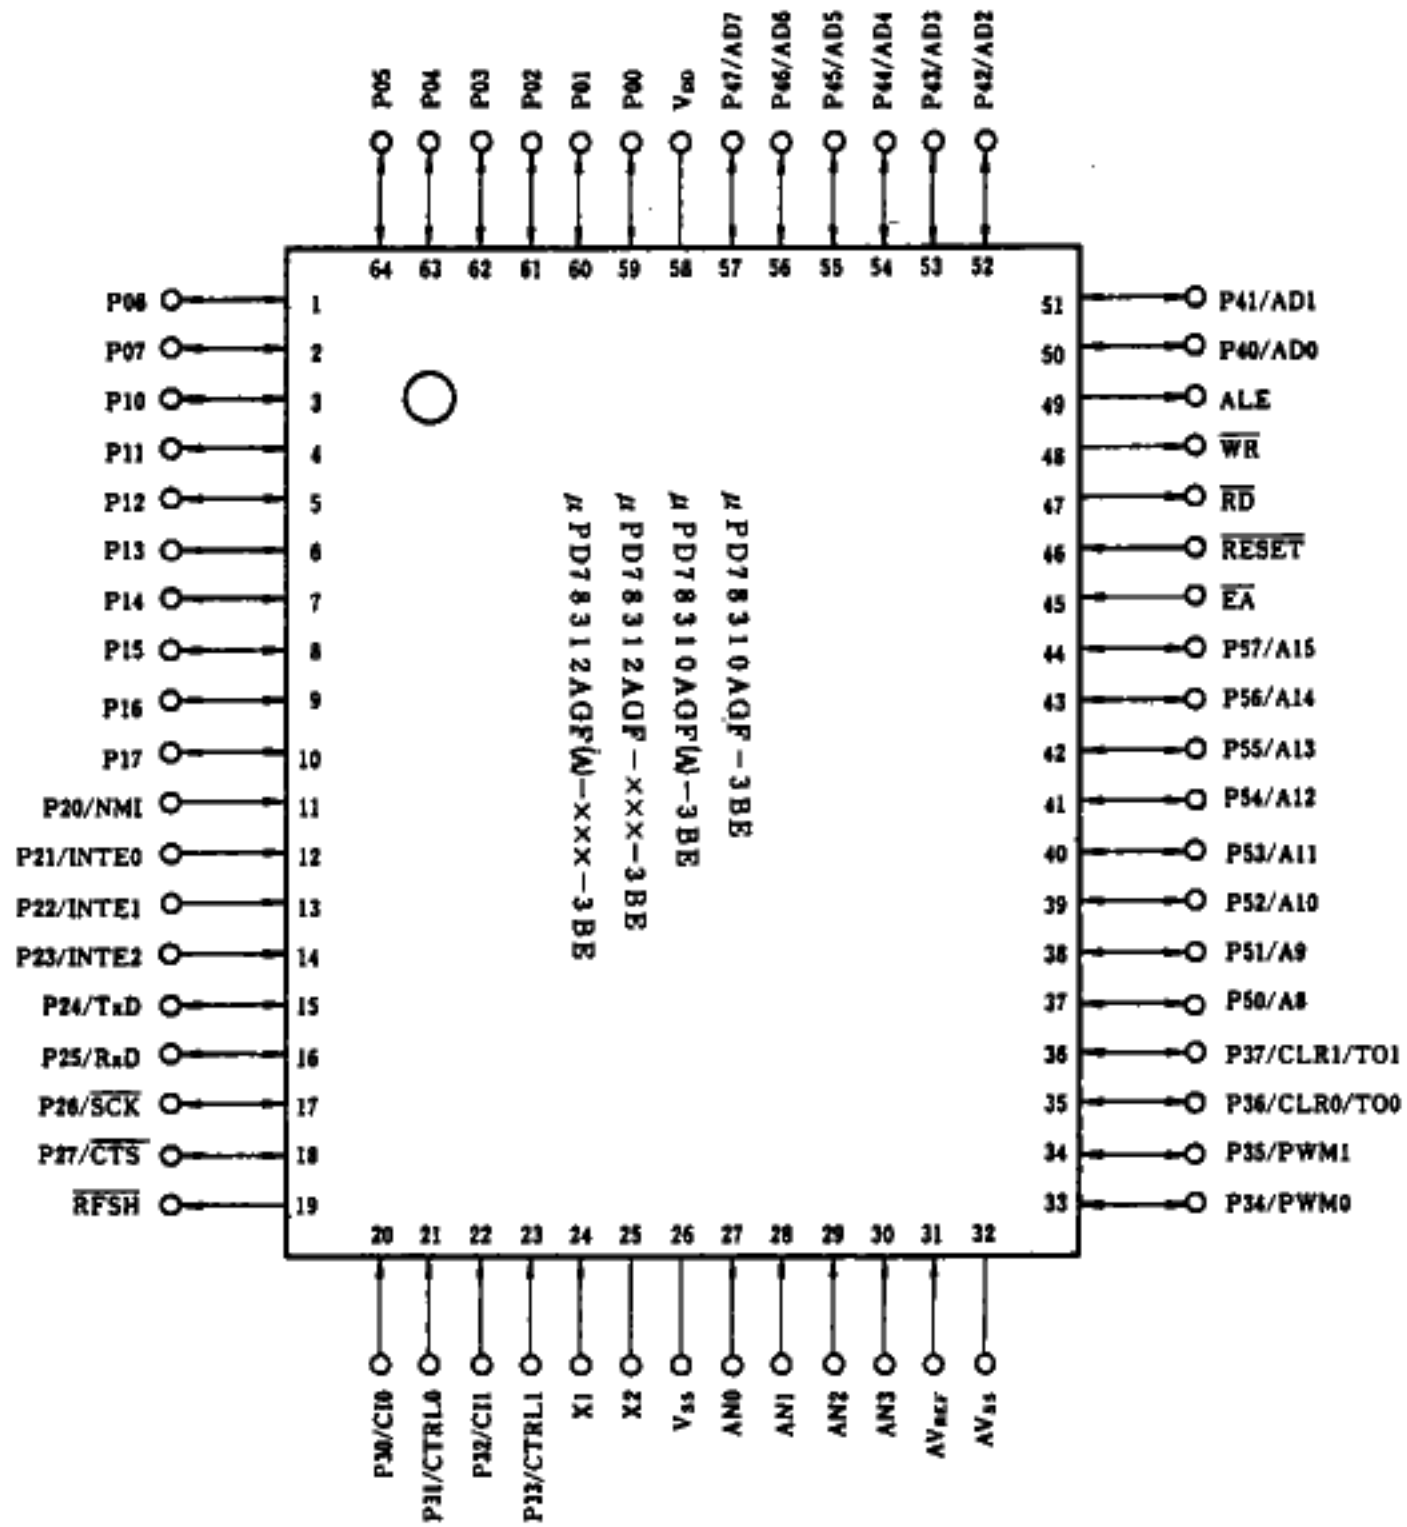 P05
P04
P03
P02
P01
P00
VDD
P47/AD7
P46/AD6
P45/AD5
P44/AD4
P43/AD3
P42/AD2
64
63
62
61
60
59
58
57
56
55
54
53
52
P06 1
P07 2
P10 3
P11 4
P12 5
P13 6
P14 7
P15 8
P16 9
P17 10
P20/NMI 11
P21/INTE0 12
P22/INTE1 13
P23/INTE2 14
P24/TxD 15
P25/RxD 16
P26/S̅C̅K̅ 17
P27/C̅T̅S̅ 18
R̅F̅S̅H̅ 19
μPD78310AGF-3BE
μPD78310AGF(A)-3BE
μPD78312AGF-×××-3BE
μPD78312AGF(A)-×××-3BE
51 P41/AD1
50 P40/AD0
49 ALE
48 W̅R̅
47 R̅D̅
46 R̅E̅S̅E̅T̅
45 E̅A̅
44 P57/A15
43 P56/A14
42 P55/A13
41 P54/A12
40 P53/A11
39 P52/A10
38 P51/A9
37 P50/A8
36 P37/CLR1/TO1
35 P36/CLR0/TO0
34 P35/PWM1
33 P34/PWM0
20
21
22
23
24
25
26
27
28
29
30
31
32
P30/CI0
P31/CTRL0
P32/CI1
P33/CTRL1
X1
X2
VSS
AN0
AN1
AN2
AN3
AVREF
AVSS